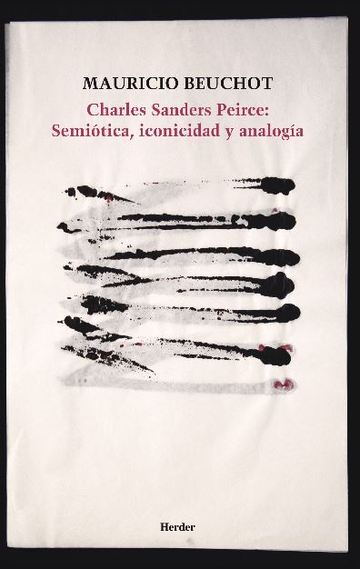 MAURICIO BEUCHOT
Charles Sanders Peirce:
Semiótica, iconicidad y analogía
Herder